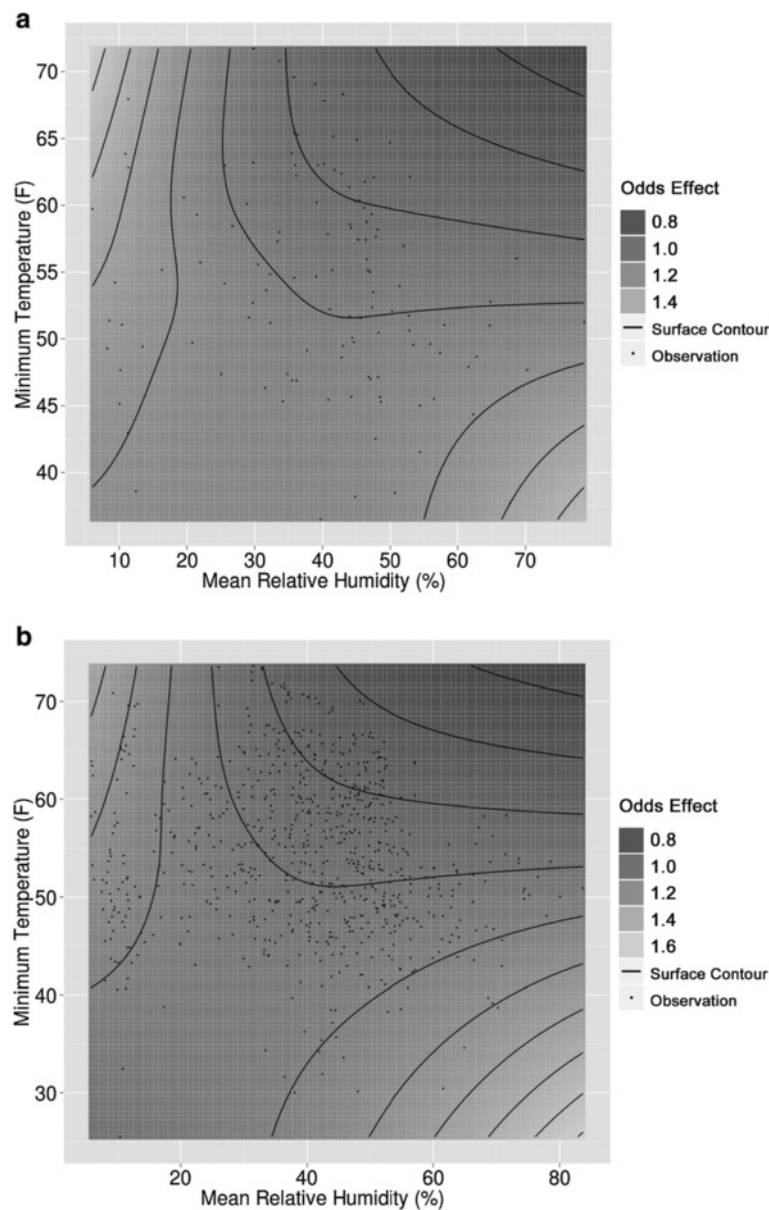 a
70
65
60
55
50
45
40
Minimum Temperature (F)
10 20 30 40 50 60 70
Mean Relative Humidity (%)
Odds Effect
0.8
1.0
1.2
1.4
Surface Contour
Observation
b
70
60
50
40
30
Minimum Temperature (F)
20 40 60 80
Mean Relative Humidity (%)
Odds Effect
0.8
1.0
1.2
1.4
1.6
Surface Contour
Observation